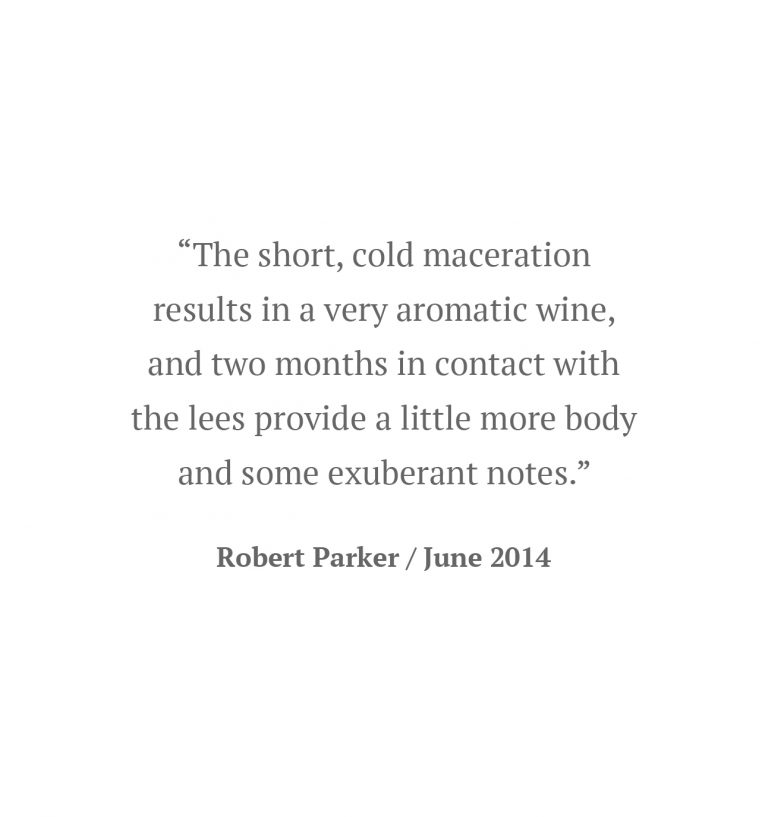 “The short, cold maceration
results in a very aromatic wine,
and two months in contact with
the lees provide a little more body
and some exuberant notes.”
Robert Parker / June 2014